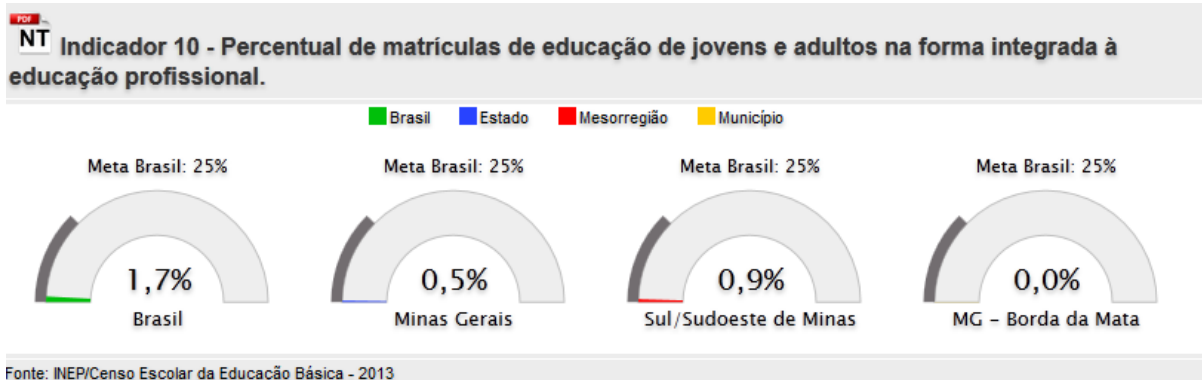 PDF
NT Indicador 10 - Percentual de matrículas de educação de jovens e adultos na forma integrada à
educação profissional.
Brasil Estado Mesorregião Município
Meta Brasil: 25% Meta Brasil: 25% Meta Brasil: 25% Meta Brasil: 25%
1,7% 0,5% 0,9% 0,0%
Brasil Minas Gerais Sul/Sudoeste de Minas MG - Borda da Mata
Fonte: INEP/Censo Escolar da Educação Básica - 2013